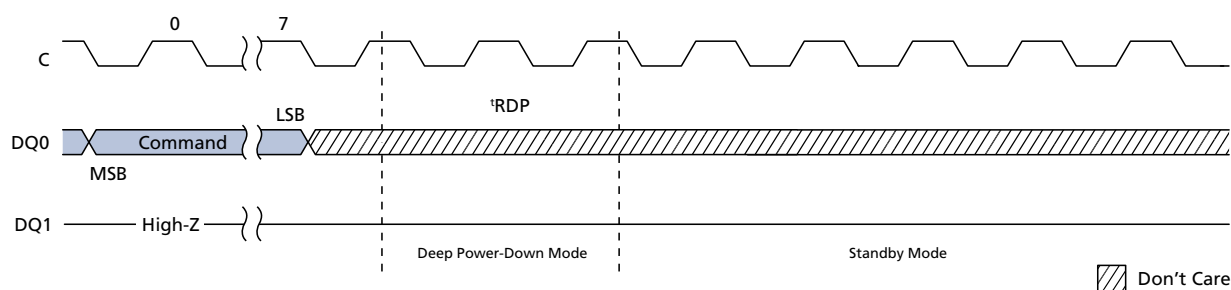 0 7
C
ᵗRDP
LSB
DQ0 Command
MSB
DQ1 High-Z
Deep Power-Down Mode Standby Mode
Don't Care